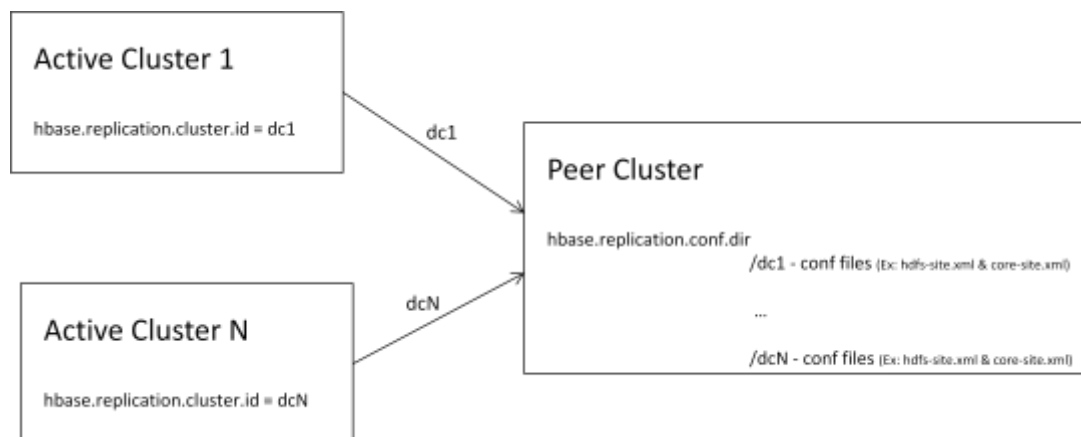 Active Cluster 1
hbase.replication.cluster.id = dc1
dc1
Peer Cluster
hbase.replication.conf.dir
/dc1 - conf files (Ex: hdfs-site.xml & core-site.xml)
...
/dcN - conf files (Ex: hdfs-site.xml & core-site.xml)
dcN
Active Cluster N
hbase.replication.cluster.id = dcN